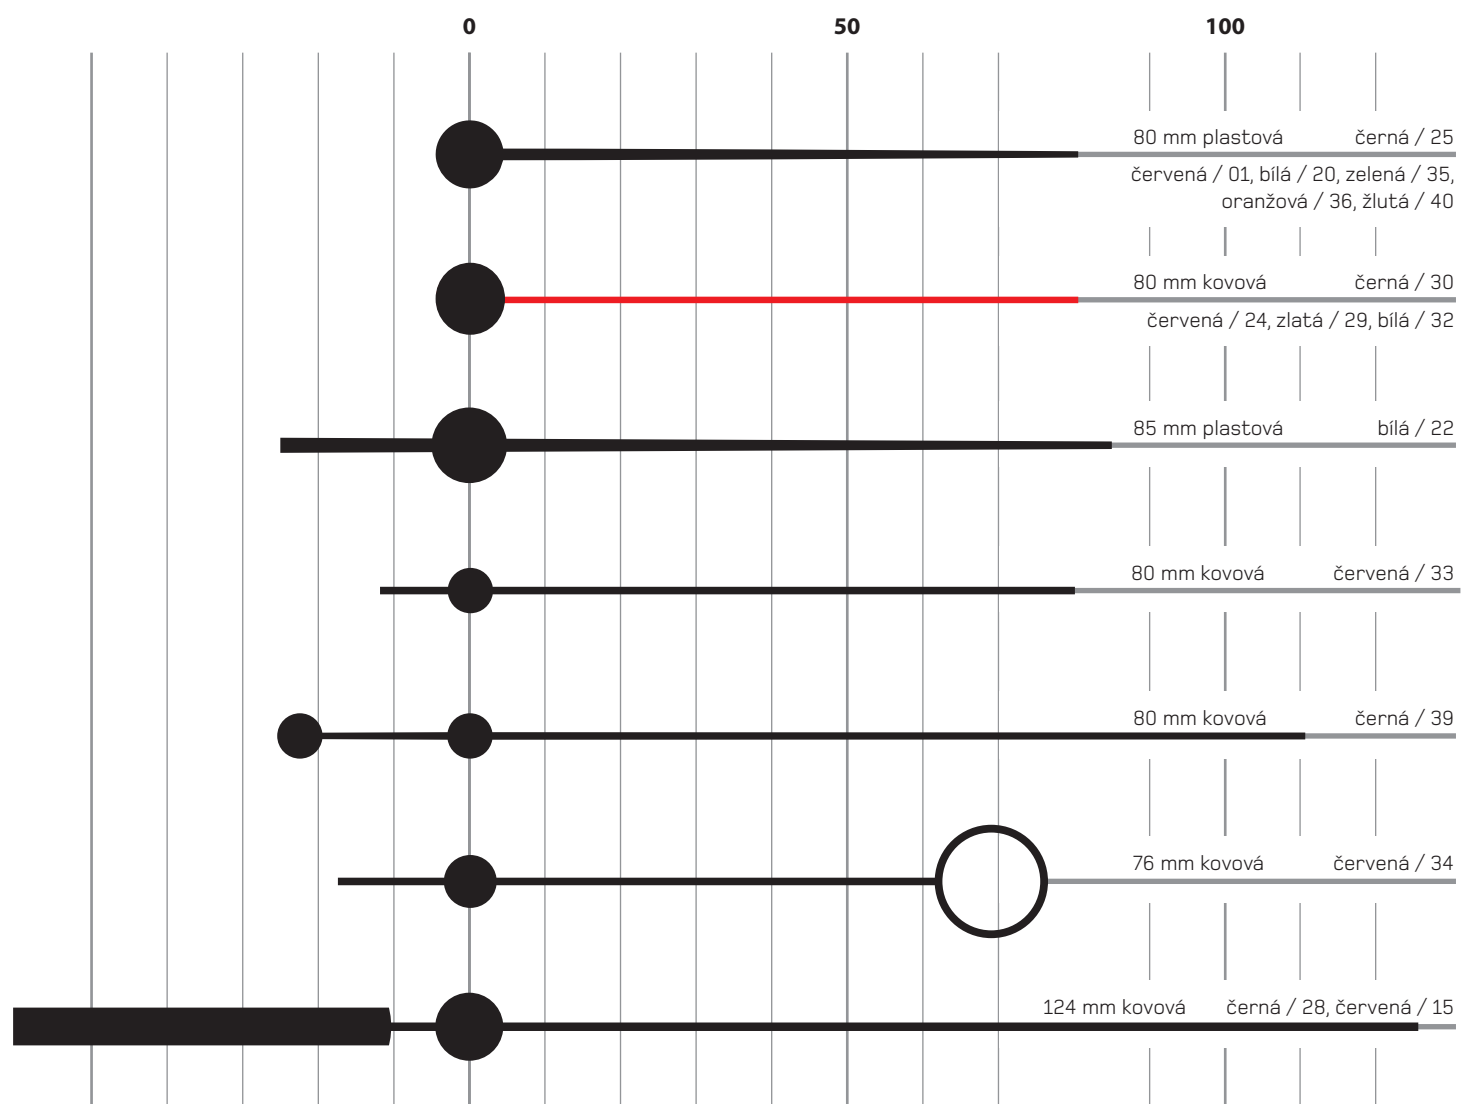 0 50 100
80 mm plastová černá / 25
červená / 01, bílá / 20, zelená / 35,
oranžová / 36, žlutá / 40
80 mm kovová černá / 30
červená / 24, zlatá / 29, bílá / 32
85 mm plastová bílá / 22
80 mm kovová červená / 33
80 mm kovová černá / 39
76 mm kovová červená / 34
124 mm kovová černá / 28, červená / 15